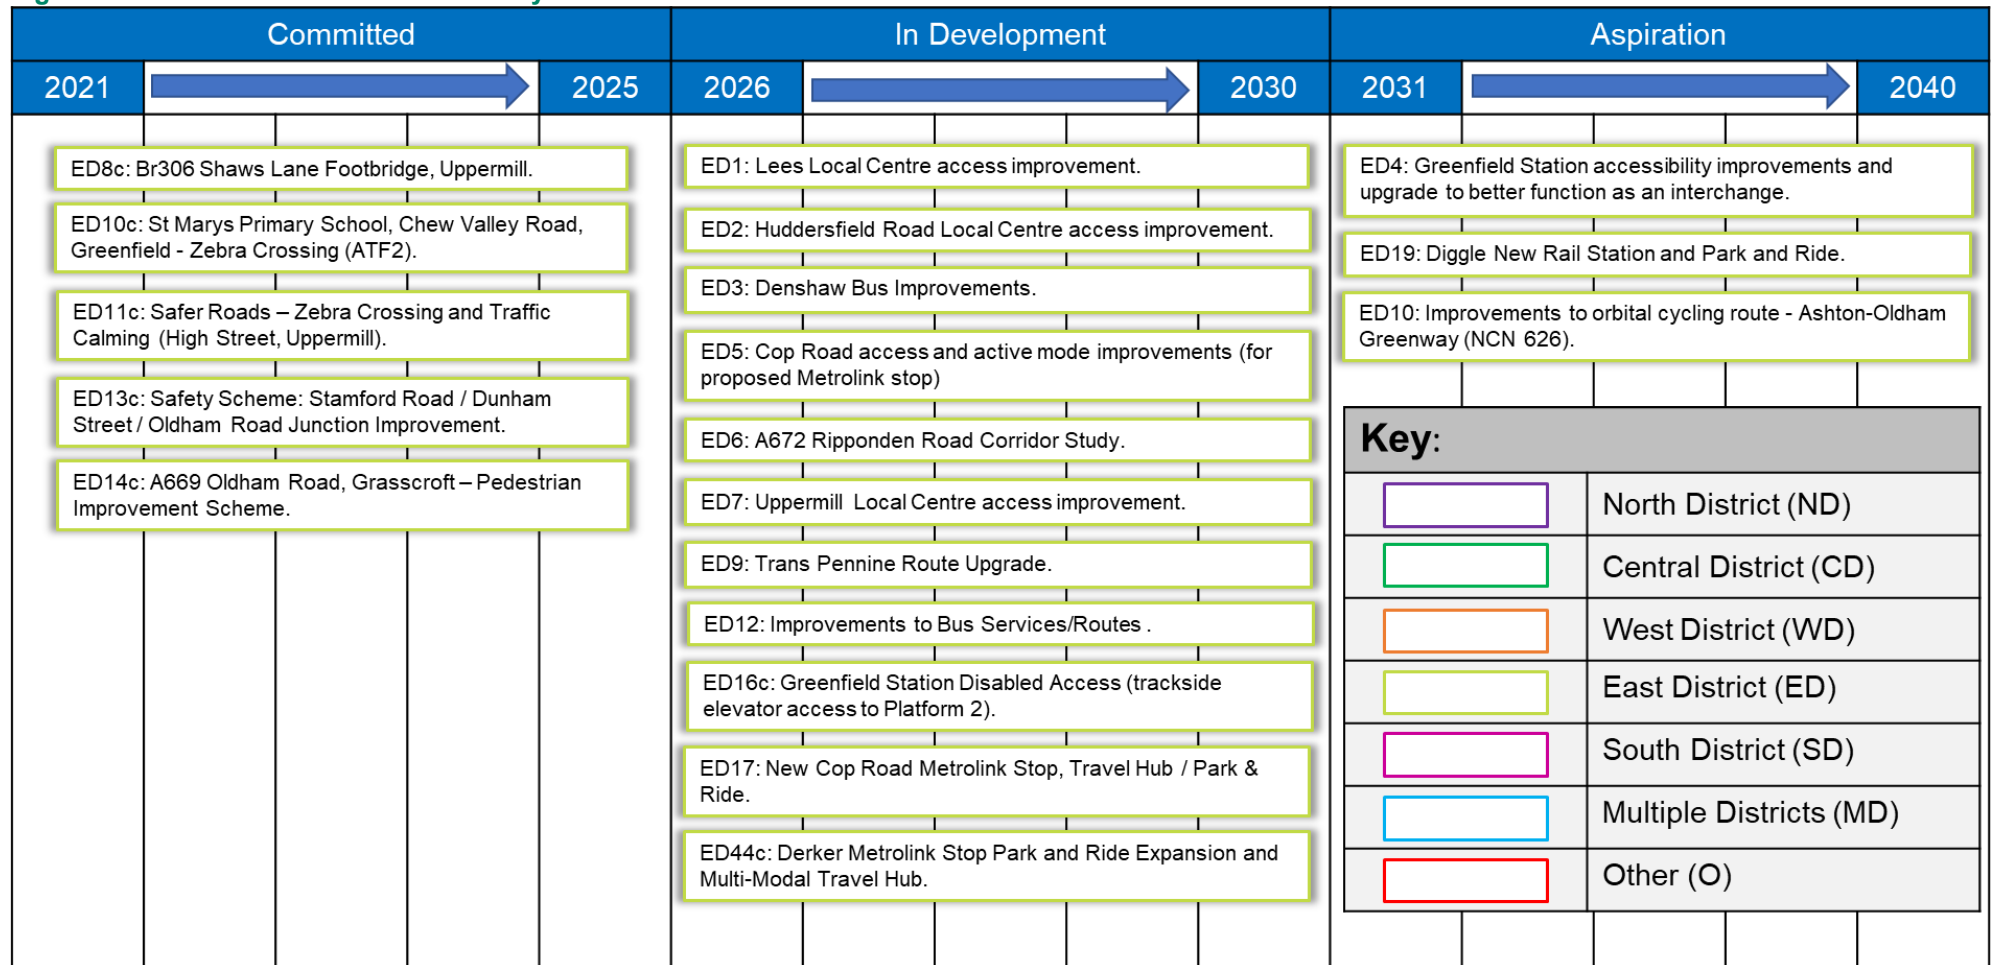 Committed
In Development
Aspiration
2021
2025
2026
2030
2031
2040
ED8c: Br306 Shaws Lane Footbridge, Uppermill.
ED10c: St Marys Primary School, Chew Valley Road,
Greenfield - Zebra Crossing (ATF2).
ED11c: Safer Roads – Zebra Crossing and Traffic
Calming (High Street, Uppermill).
ED13c: Safety Scheme: Stamford Road / Dunham
Street / Oldham Road Junction Improvement.
ED14c: A669 Oldham Road, Grasscroft – Pedestrian
Improvement Scheme.
ED1: Lees Local Centre access improvement.
ED2: Huddersfield Road Local Centre access improvement.
ED3: Denshaw Bus Improvements.
ED5: Cop Road access and active mode improvements (for
proposed Metrolink stop)
ED6: A672 Ripponden Road Corridor Study.
ED7: Uppermill Local Centre access improvement.
ED9: Trans Pennine Route Upgrade.
ED12: Improvements to Bus Services/Routes .
ED16c: Greenfield Station Disabled Access (trackside
elevator access to Platform 2).
ED17: New Cop Road Metrolink Stop, Travel Hub / Park &
Ride.
ED44c: Derker Metrolink Stop Park and Ride Expansion and
Multi-Modal Travel Hub.
ED4: Greenfield Station accessibility improvements and
upgrade to better function as an interchange.
ED19: Diggle New Rail Station and Park and Ride.
ED10: Improvements to orbital cycling route - Ashton-Oldham
Greenway (NCN 626).
Key:
North District (ND)
Central District (CD)
West District (WD)
East District (ED)
South District (SD)
Multiple Districts (MD)
Other (O)